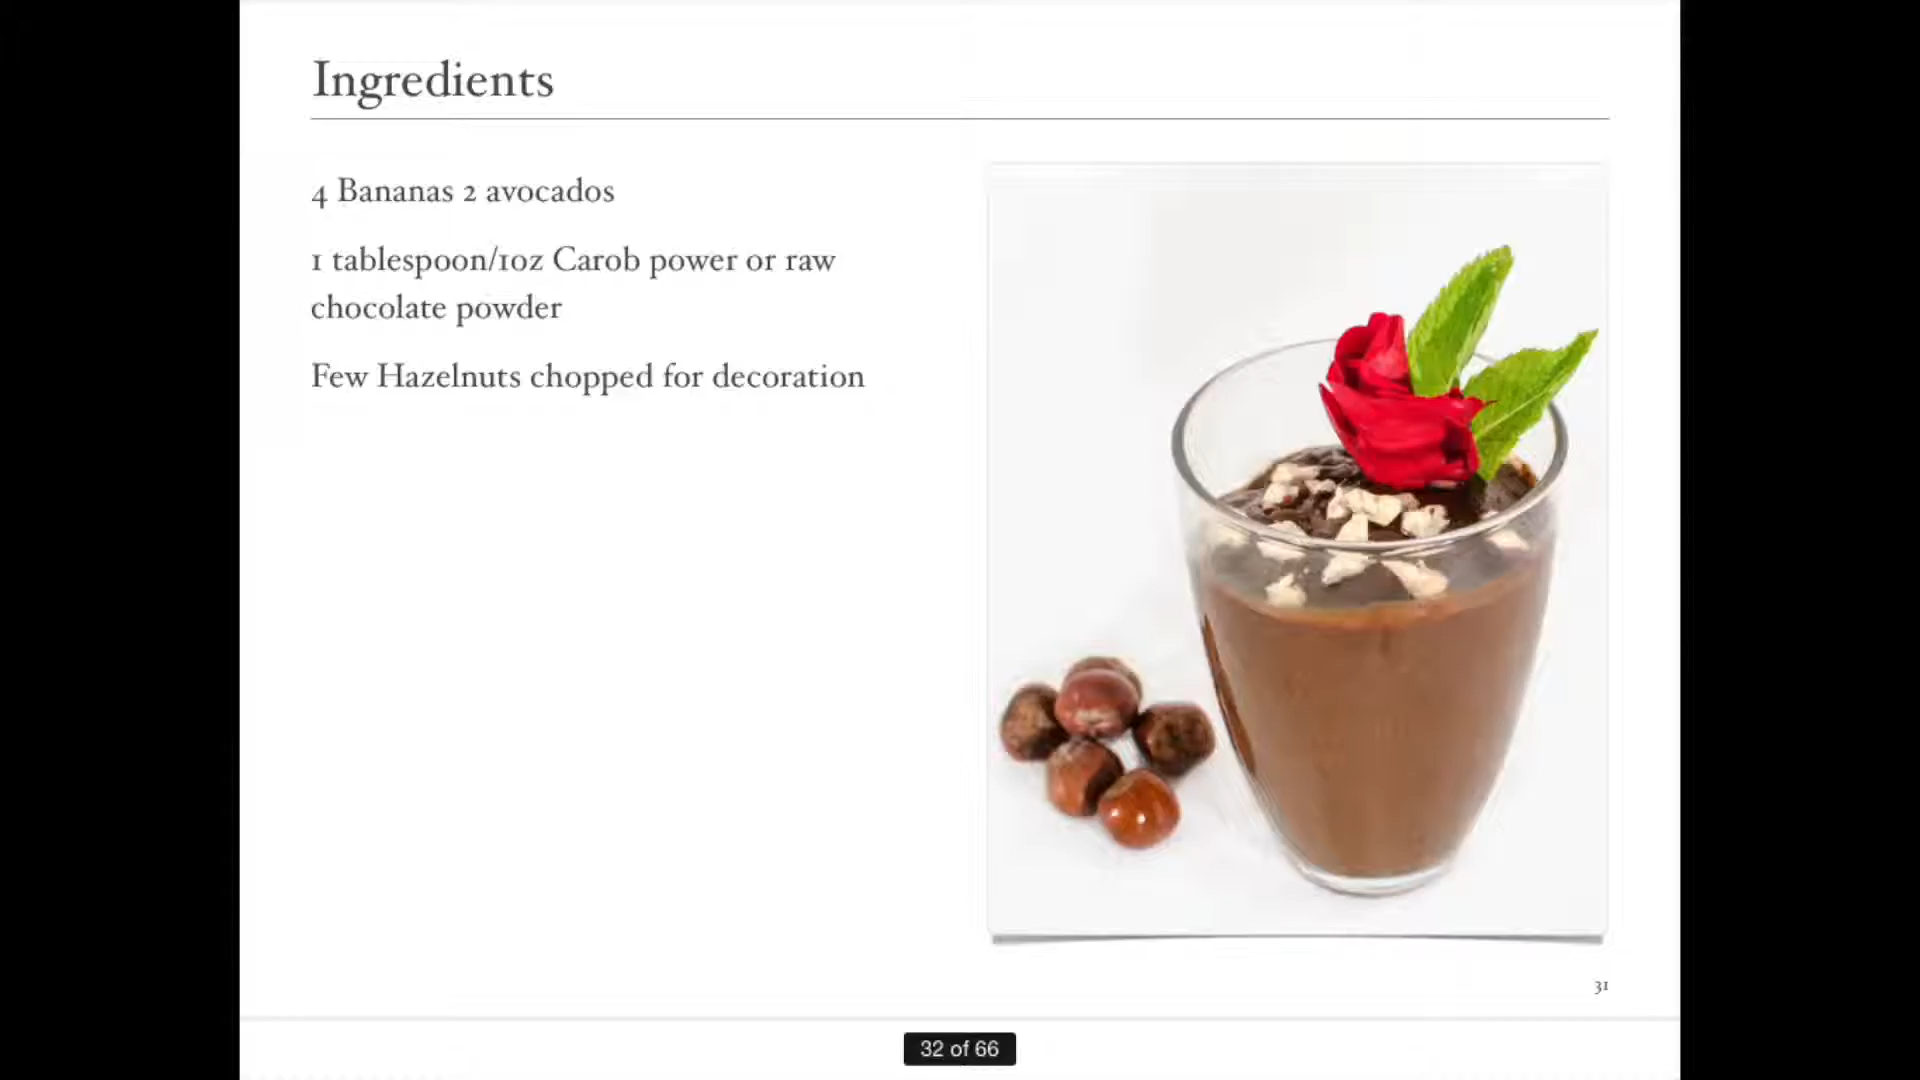 Ingredients
4 Bananas 2 avocados
1 tablespoon/1oz Carob power or raw
chocolate powder
Few Hazelnuts chopped for decoration
31
32 of 66